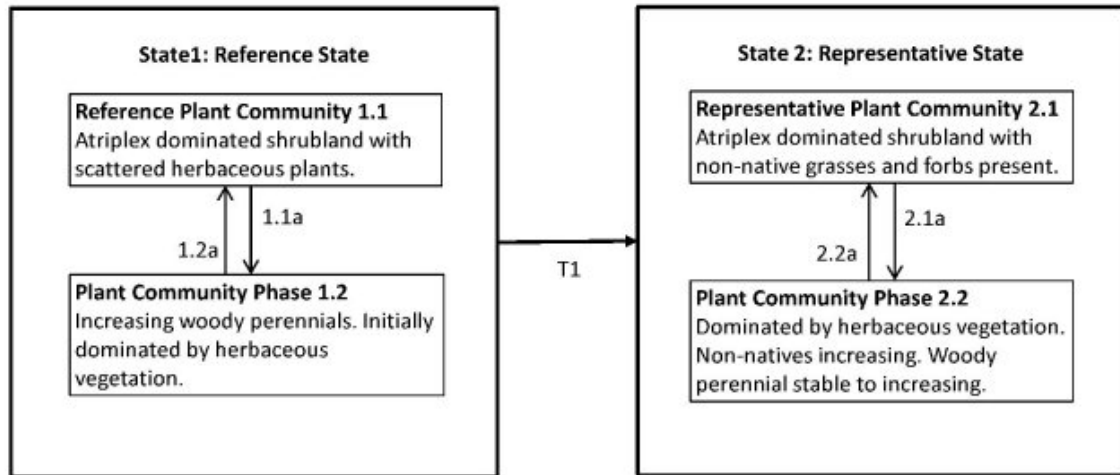 State1: Reference State
Reference Plant Community 1.1
Atriplex dominated shrubland with
scattered herbaceous plants.
1.1a
1.2a
Plant Community Phase 1.2
Increasing woody perennials. Initially
dominated by herbaceous
vegetation.
T1
State 2: Representative State
Representative Plant Community 2.1
Atriplex dominated shrubland with
non-native grasses and forbs present.
2.1a
2.2a
Plant Community Phase 2.2
Dominated by herbaceous vegetation.
Non-natives increasing. Woody
perennial stable to increasing.